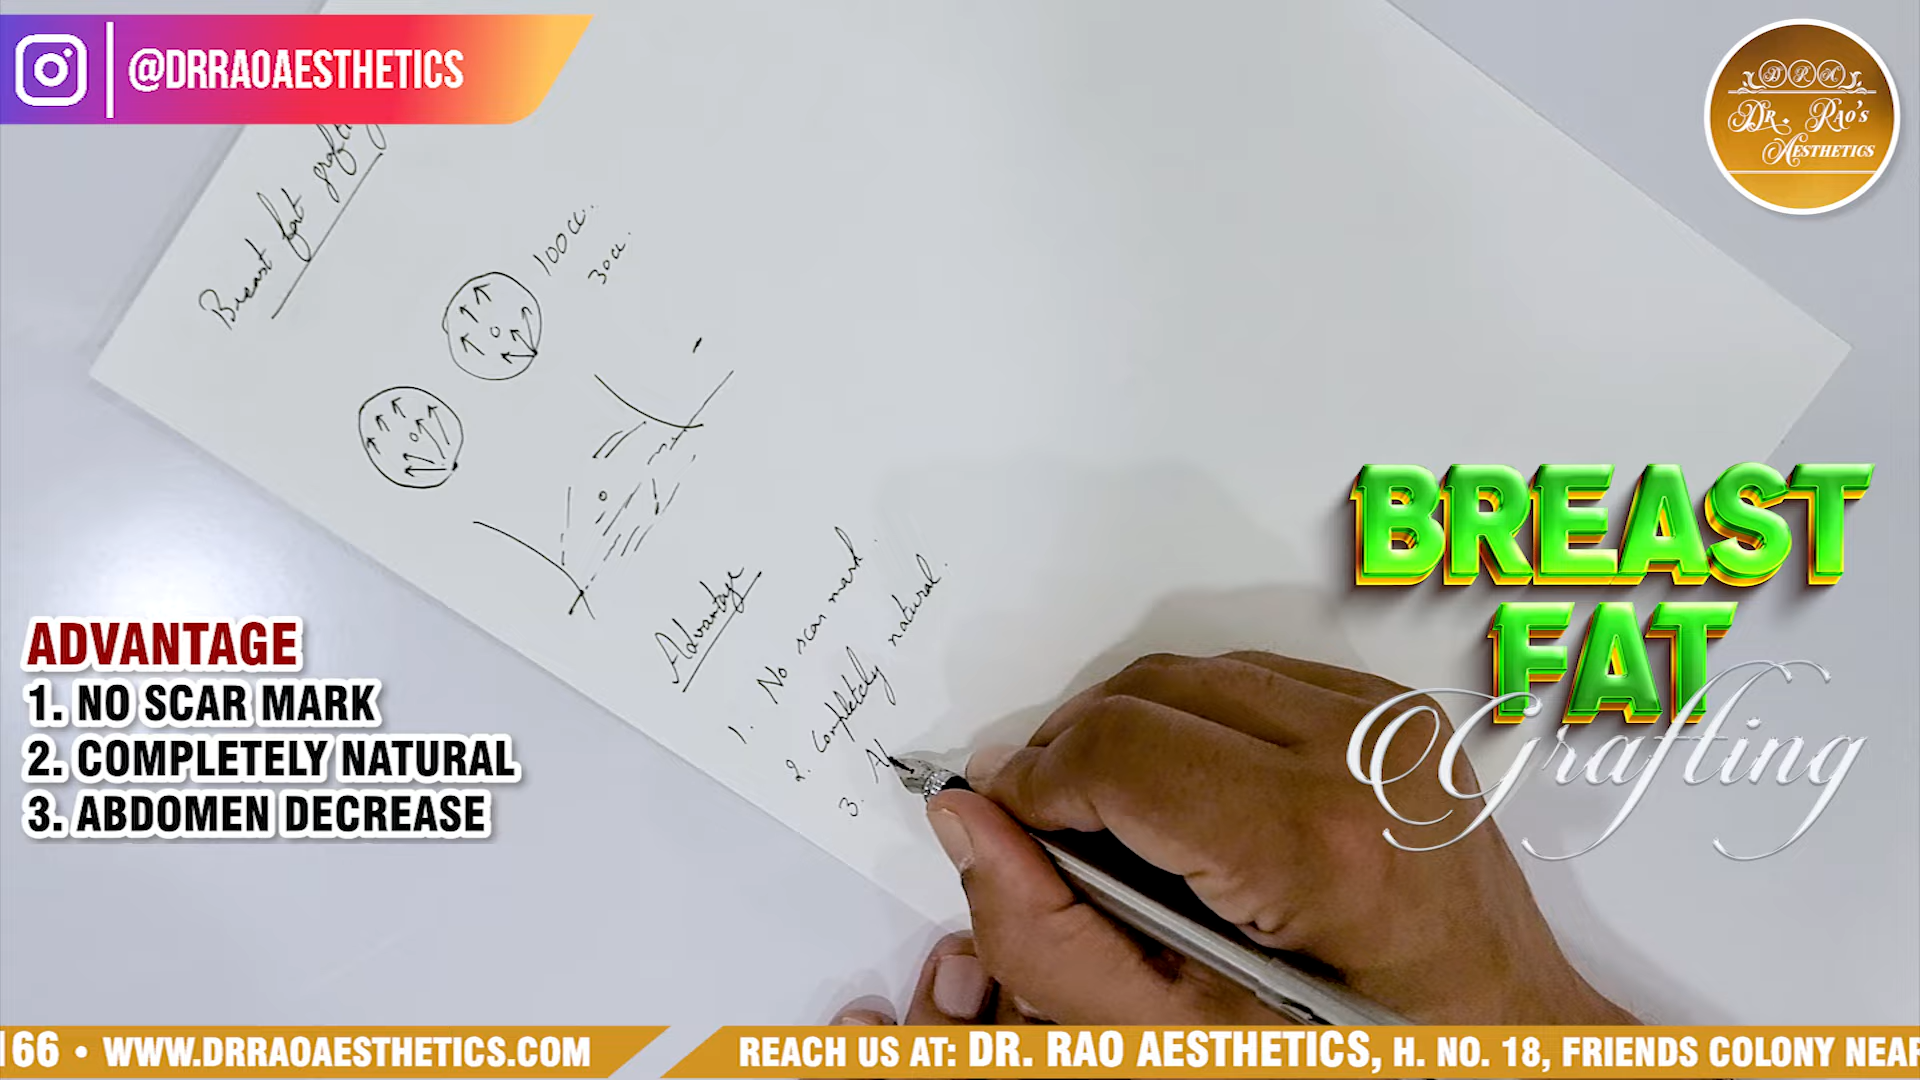 @DRRAOAESTHETICS
DRA
DR. RAO'S
AESTHETICS
Breast fat
100cc.
30cc.
Advantage
1. No scar mark.
2. Completely natural.
3. Ab
BREAST
FAT
Grafting
ADVANTAGE
1. NO SCAR MARK
2. COMPLETELY NATURAL
3. ABDOMEN DECREASE
166 • WWW.DRRAOAESTHETICS.COM
REACH US AT: DR. RAO AESTHETICS, H. NO. 18, FRIENDS COLONY NEAR